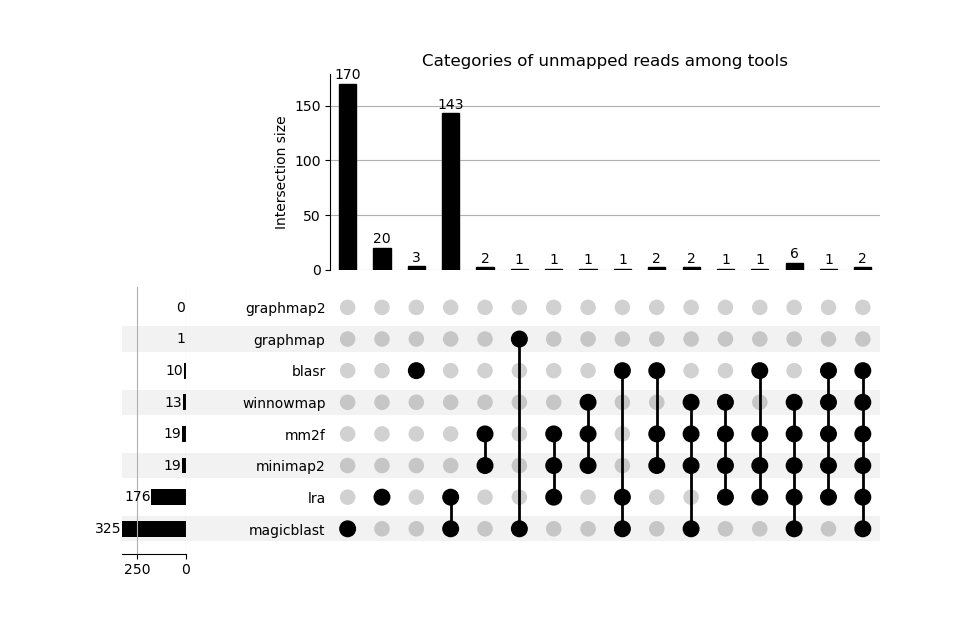 Categories of unmapped reads among tools
170
143
150
Intersection size
100
50
20
3
2
1
1
1
1
2
2
1
1
6
1
2
0
0 graphmap2
1 graphmap
10 blasr
13 winnowmap
19 mm2f
19 minimap2
176 lra
325 magicblast
250 0